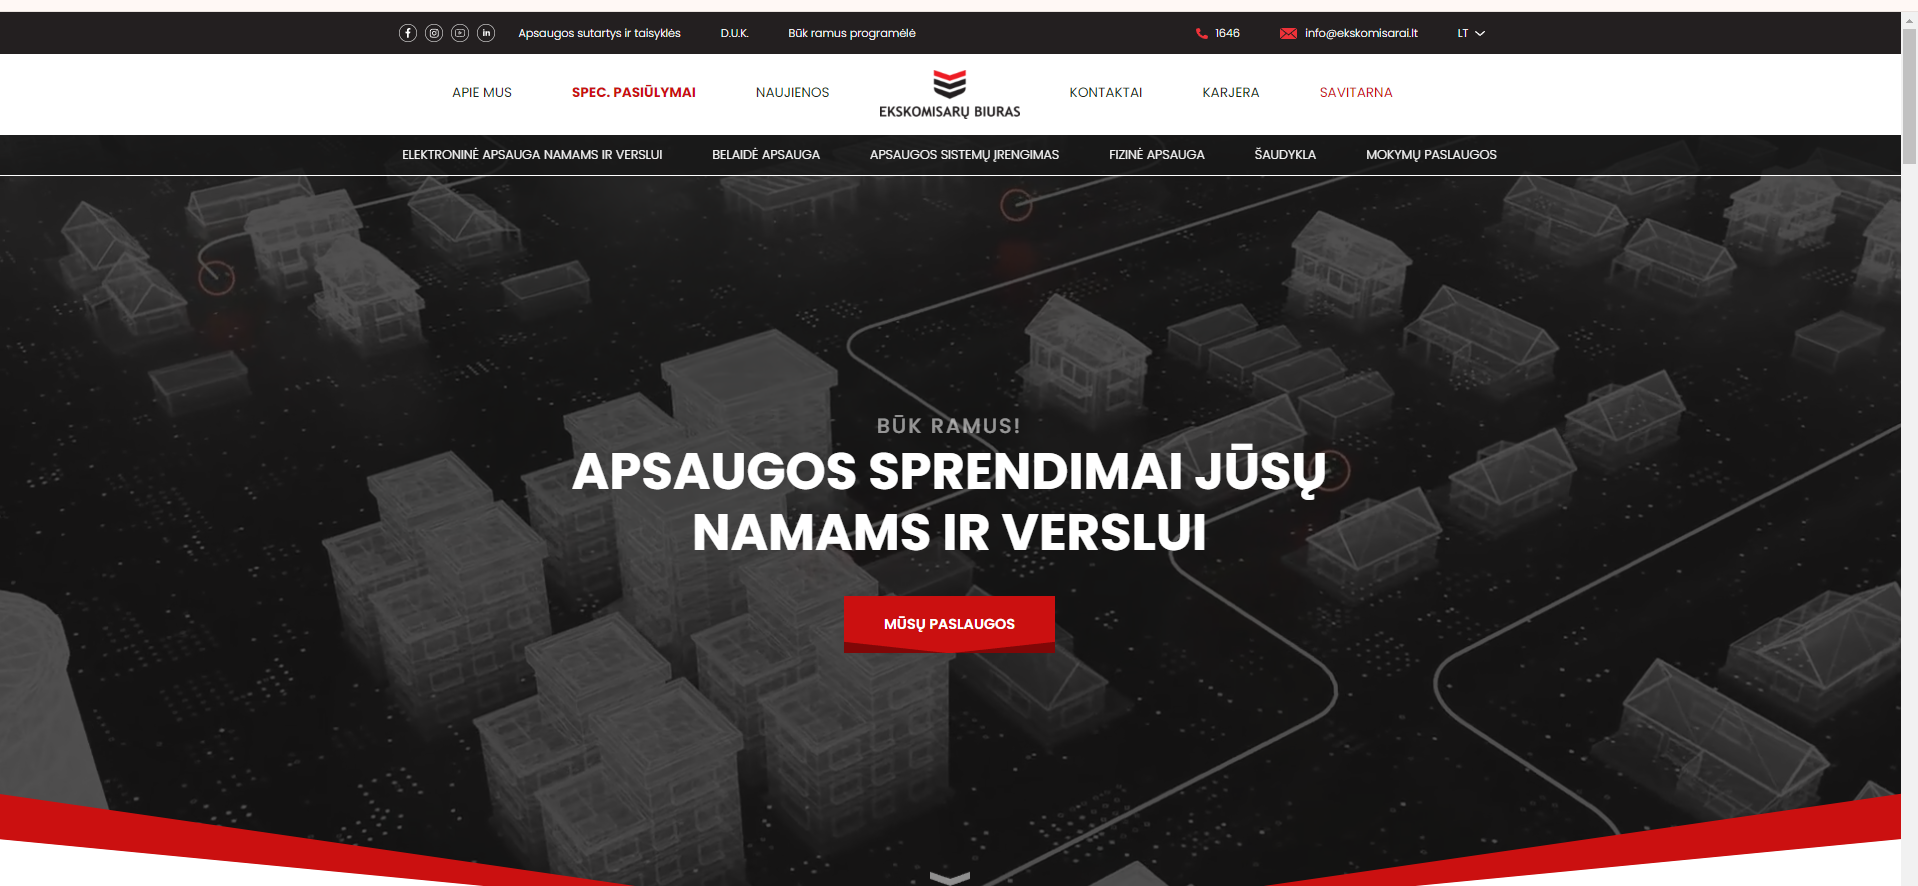 Apsaugos sutartys ir taisyklės D.U.K. Būk ramus programėlė 1646 info@ekskomisarai.lt LT
APIE MUS SPEC. PASIŪLYMAI NAUJIENOS EKSKOMISARŲ BIURAS KONTAKTAI KARJERA SAVITARNA
ELEKTRONINĖ APSAUGA NAMAMS IR VERSLUI BELAIDĖ APSAUGA APSAUGOS SISTEMŲ ĮRENGIMAS FIZINĖ APSAUGA ŠAUDYKLA MOKYMŲ PASLAUGOS
BŪK RAMUS!
APSAUGOS SPRENDIMAI JŪSŲ
NAMAMS IR VERSLUI
MŪSŲ PASLAUGOS